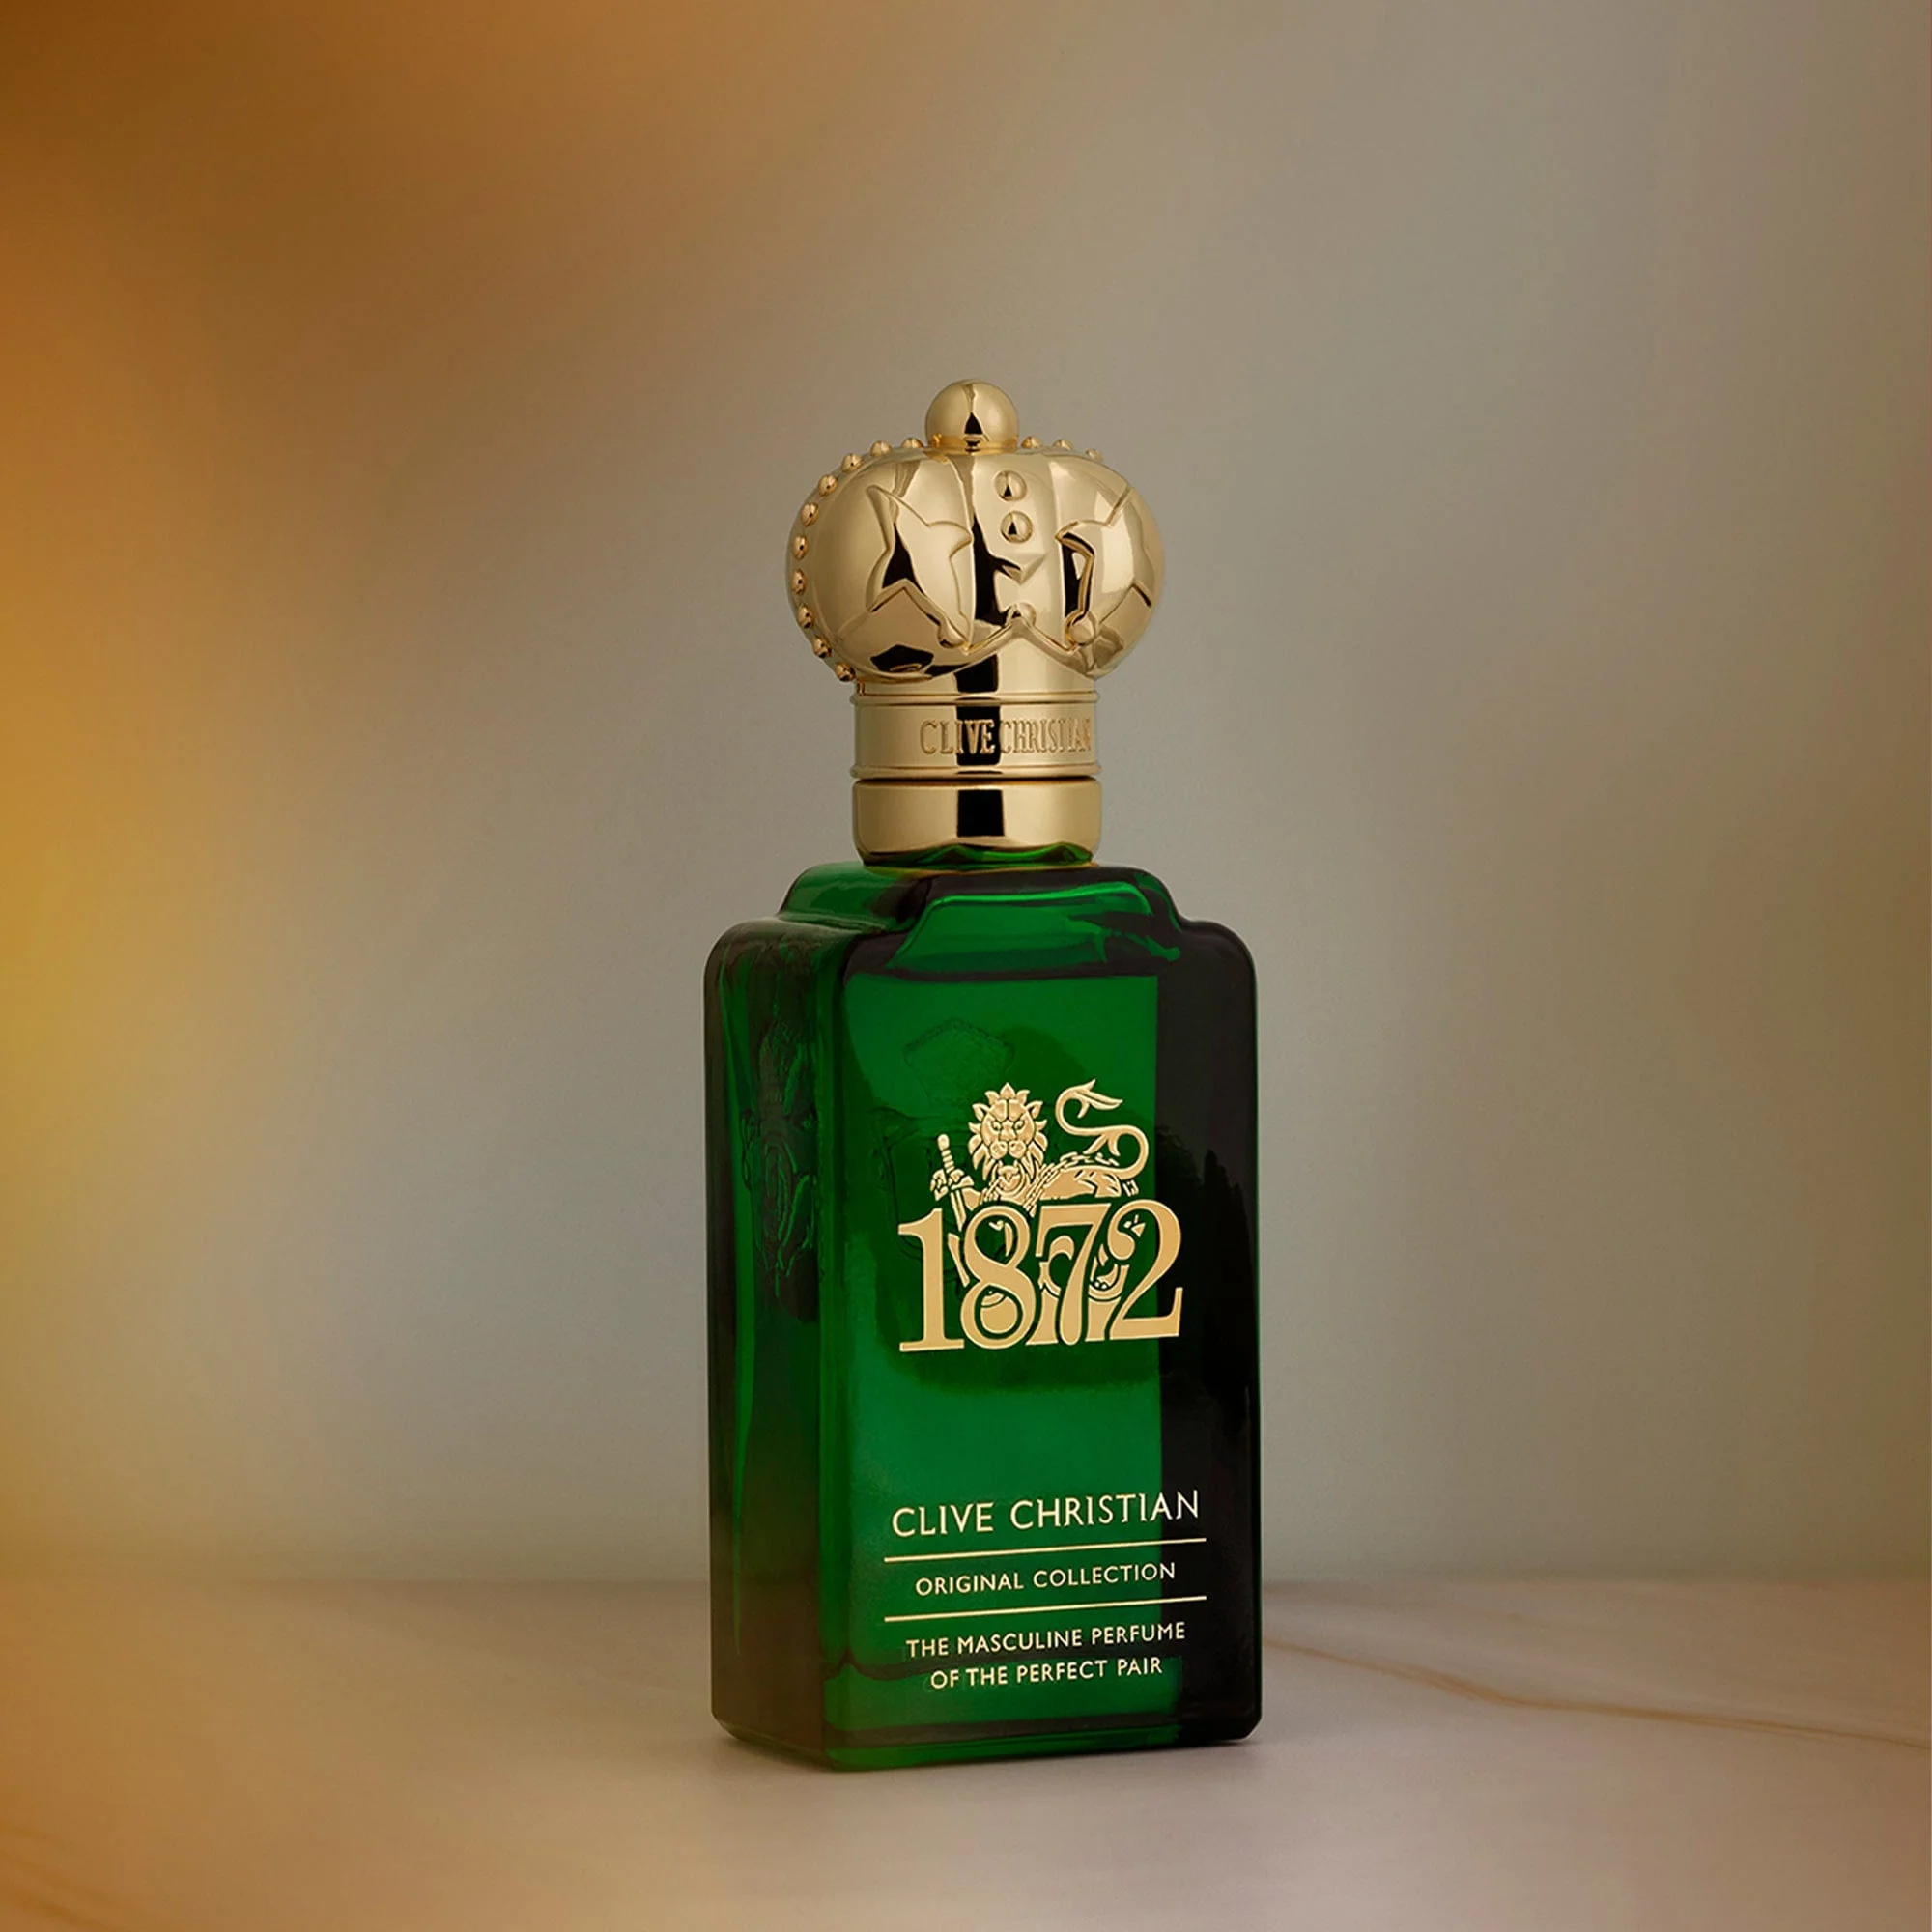 CLIVE CHRISTIAN
1872
CLIVE CHRISTIAN
ORIGINAL COLLECTION
THE MASCULINE PERFUME
OF THE PERFECT PAIR